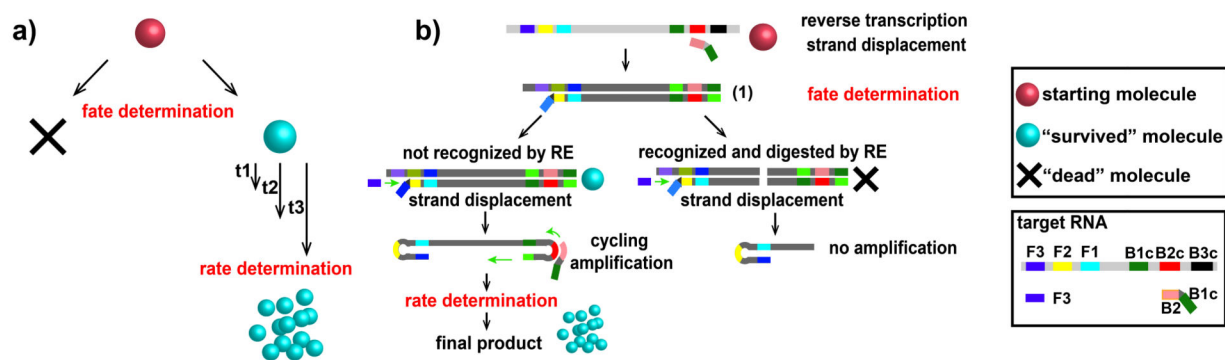 a)
fate determination
t1
t2
t3
rate determination
b)
reverse transcription
strand displacement
(1)
fate determination
not recognized by RE
strand displacement
recognized and digested by RE
cycling
amplification
no amplification
rate determination
final product
starting molecule
“survived” molecule
“dead” molecule
target RNA
F3 F2 F1 B1c B2c B3c
F3
B1c
B2